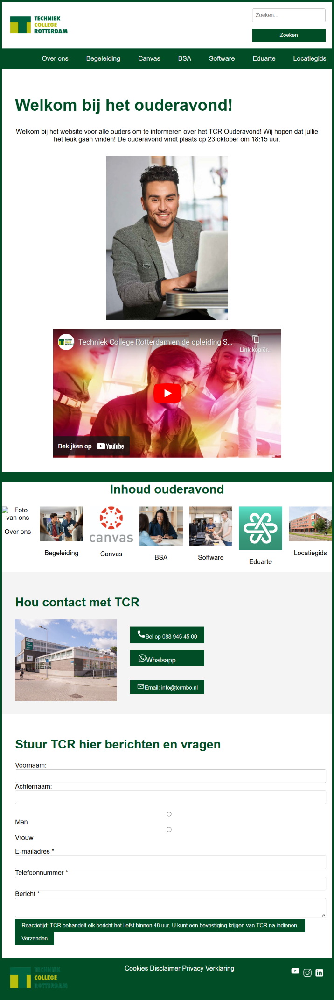 TECHNIEK
COLLEGE
ROTTERDAM
Zoeken...
Zoeken
Over ons Begeleiding Canvas BSA Software Eduarte Locatiegids
Welkom bij het ouderavond!
Welkom bij het website voor alle ouders om te informeren over het TCR Ouderavond! Wij hopen dat jullie
het leuk gaan vinden! De ouderavond vindt plaats op 23 oktober om 18:15 uur.
TECHNIEK
COLLEGE
ROTTERDAM
Techniek College Rotterdam en de opleiding S...
Link kopiër...
Bekijken op YouTube
Inhoud ouderavond
Foto
van ons
Over ons
Begeleiding
canvas
Canvas
BSA
Software
Eduarte
Locatiegids
Hou contact met TCR
Bel op 088 945 45 00
Whatsapp
Email: info@tcrmbo.nl
Stuur TCR hier berichten en vragen
Voornaam:
Achternaam:
Man
Vrouw
E-mailadres *
Telefoonnummer *
Bericht *
Reactietijd: TCR behandelt elk bericht het liefst binnen 48 uur. U kunt een bevestiging krijgen van TCR na indienen.
Verzenden
TECHNIEK
COLLEGE
ROTTERDAM
Cookies Disclaimer Privacy Verklaring